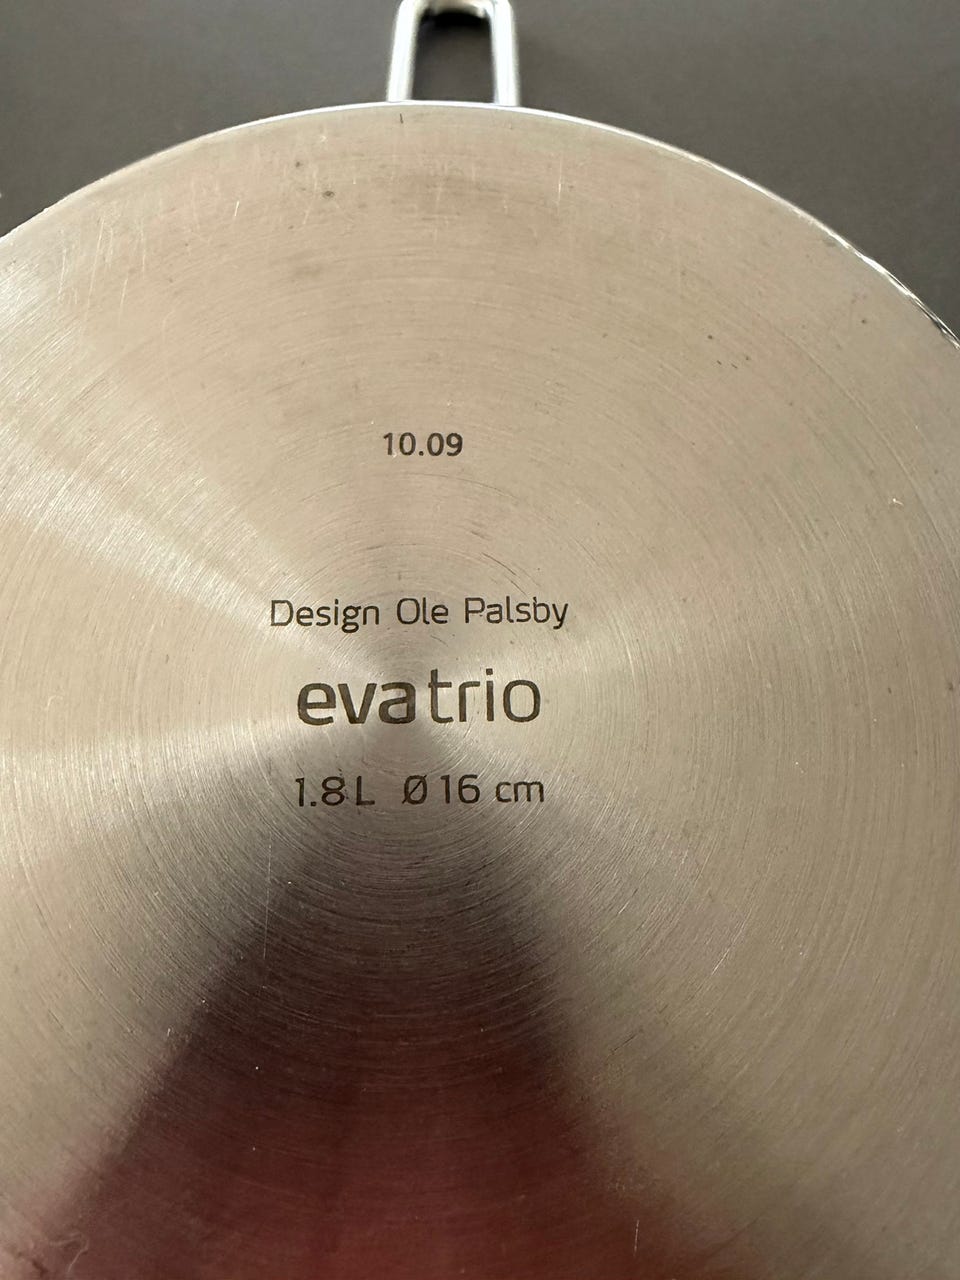 10.09
Design Ole Palsby
evatrio
1.8L Ø16 cm